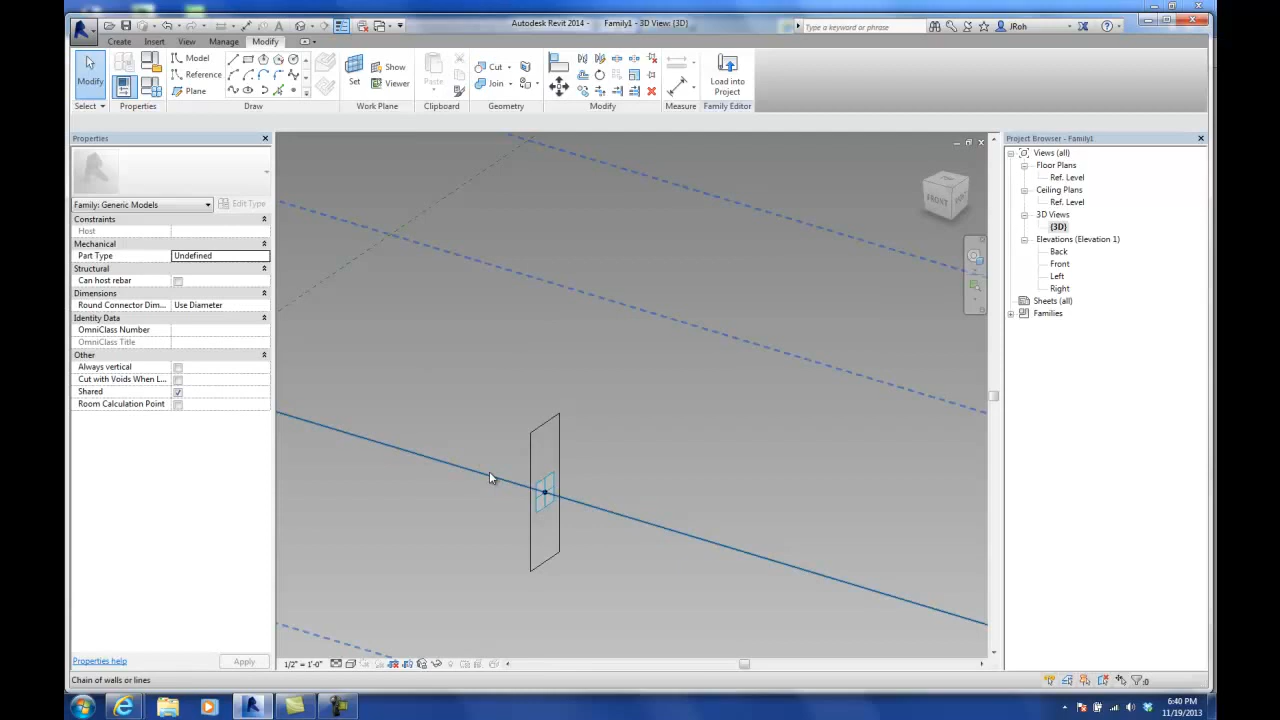 Autodesk Revit 2014 - Family1 - 3D View: {3D}
Type a keyword or phrase
JRoh
Create
Insert
View
Manage
Modify
Modify
Select
Properties
Model
Reference
Plane
Draw
Set
Show
Viewer
Work Plane
Paste
Clipboard
Cut
Join
Geometry
Modify
Measure
Load into
Project
Family Editor
Properties
Family: Generic Models
Edit Type
Constraints
Host
Mechanical
Part Type
Undefined
Structural
Can host rebar
Dimensions
Round Connector Dim...
Use Diameter
Identity Data
OmniClass Number
OmniClass Title
Other
Always vertical
Cut with Voids When L...
Shared
Room Calculation Point
Properties help
Apply
FRONT
Project Browser - Family1
Views (all)
Floor Plans
Ref. Level
Ceiling Plans
Ref. Level
3D Views
{3D}
Elevations (Elevation 1)
Back
Front
Left
Right
Sheets (all)
Families
1/2" = 1'-0"
Chain of walls or lines
:0
6:40 PM
11/19/2013